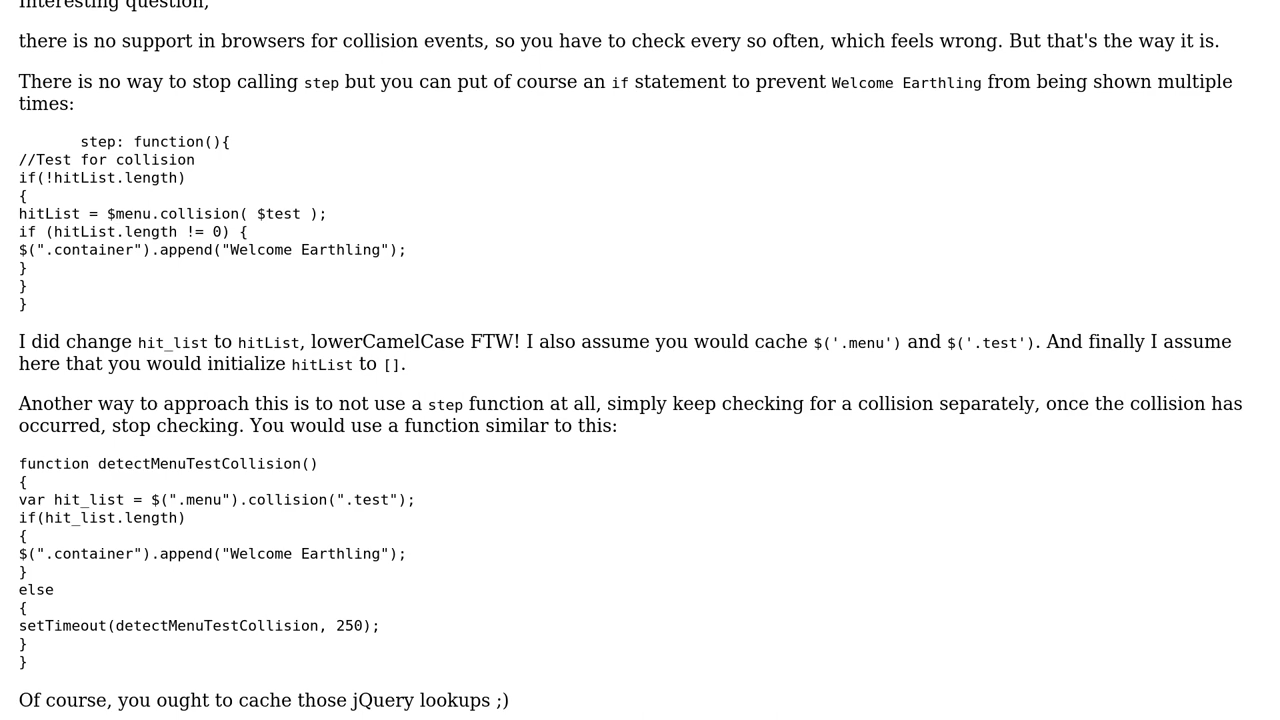 Interesting question,
there is no support in browsers for collision events, so you have to check every so often, which feels wrong. But that's the way it is.
There is no way to stop calling step but you can put of course an if statement to prevent Welcome Earthling from being shown multiple
times:
step: function(){
//Test for collision
if(!hitList.length)
{
hitList = $menu.collision( $test );
if (hitList.length != 0) {
$(".container").append("Welcome Earthling");
}
}
}
I did change hit_list to hitList, lowerCamelCase FTW! I also assume you would cache $('.menu') and $('.test'). And finally I assume
here that you would initialize hitList to [].
Another way to approach this is to not use a step function at all, simply keep checking for a collision separately, once the collision has
occurred, stop checking. You would use a function similar to this:
function detectMenuTestCollision()
{
var hit_list = $(".menu").collision(".test");
if(hit_list.length)
{
$(".container").append("Welcome Earthling");
}
else
{
setTimeout(detectMenuTestCollision, 250);
}
}
Of course, you ought to cache those jQuery lookups ;)